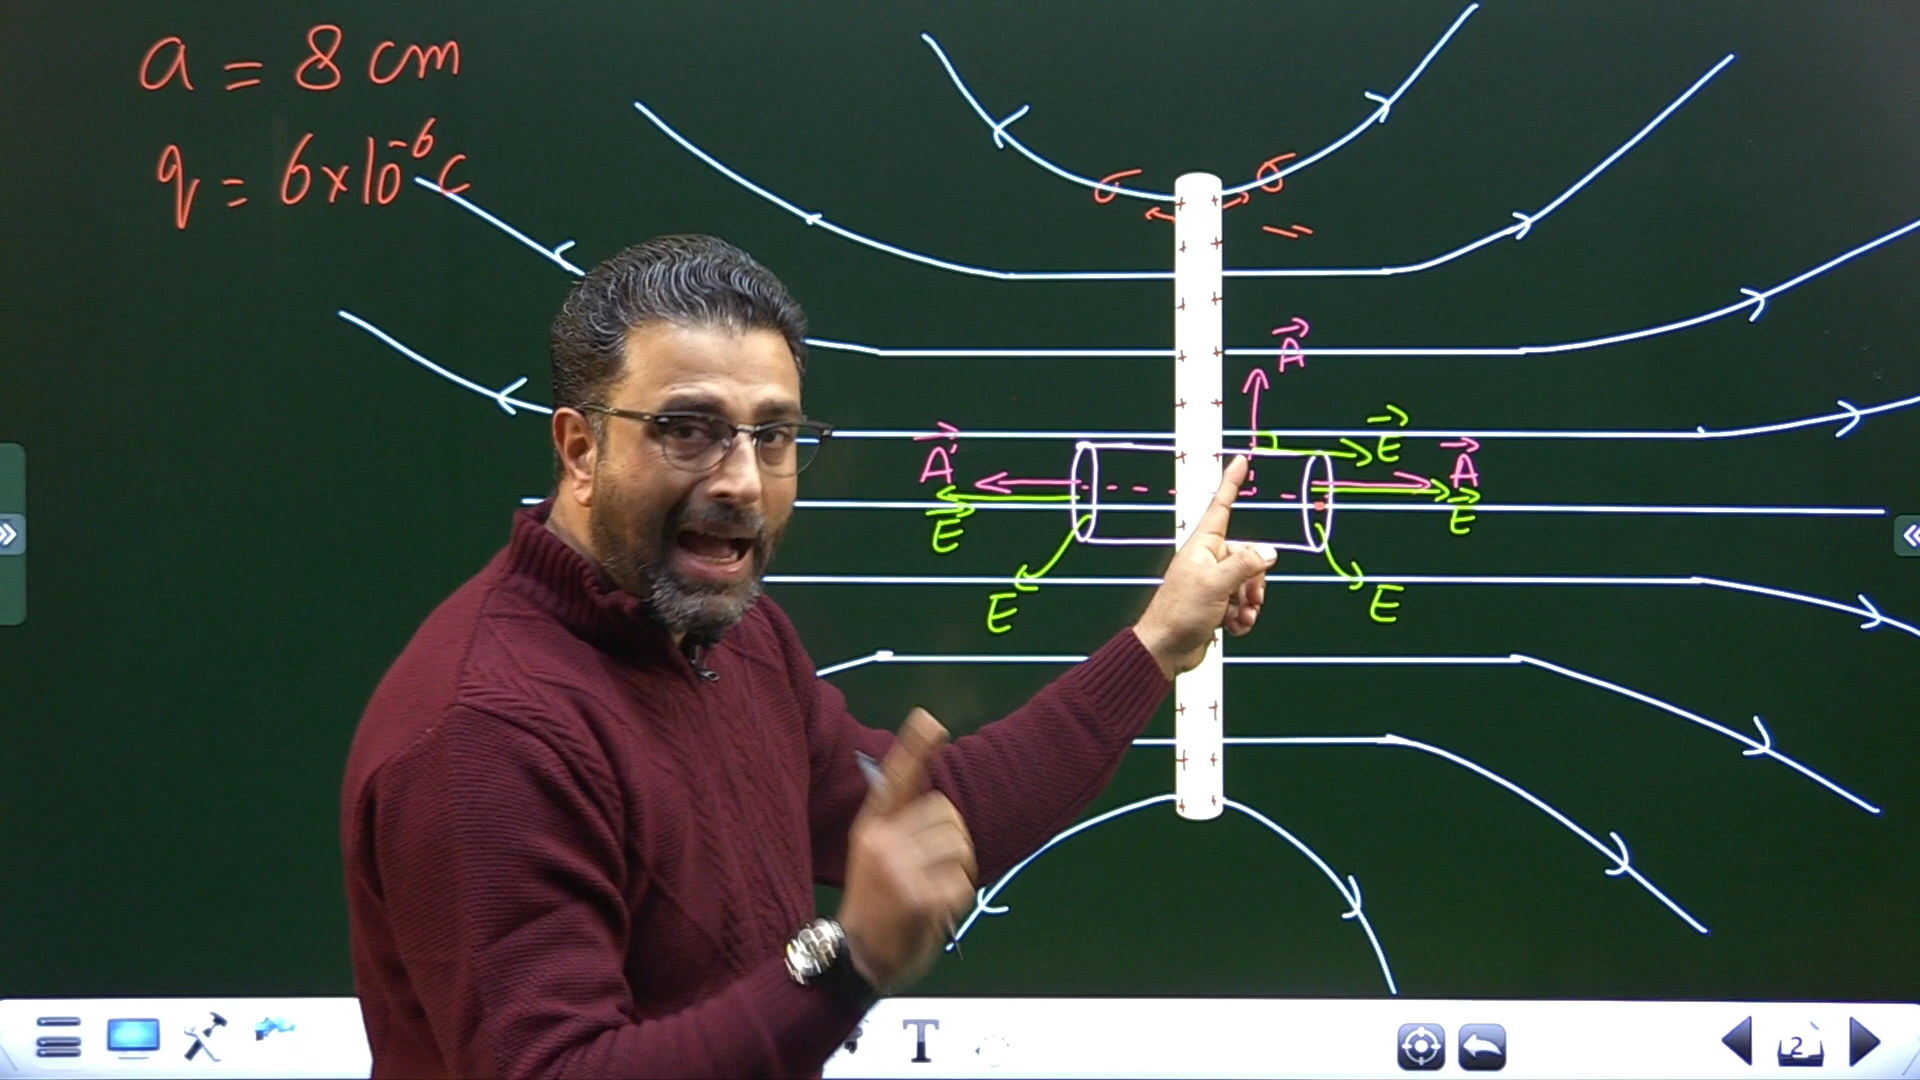 a = 8 cm
q = 6×10⁻⁶ C
σ σ
A⃗
E⃗
A⃗' A⃗
E⃗ E⃗
E E
T
2